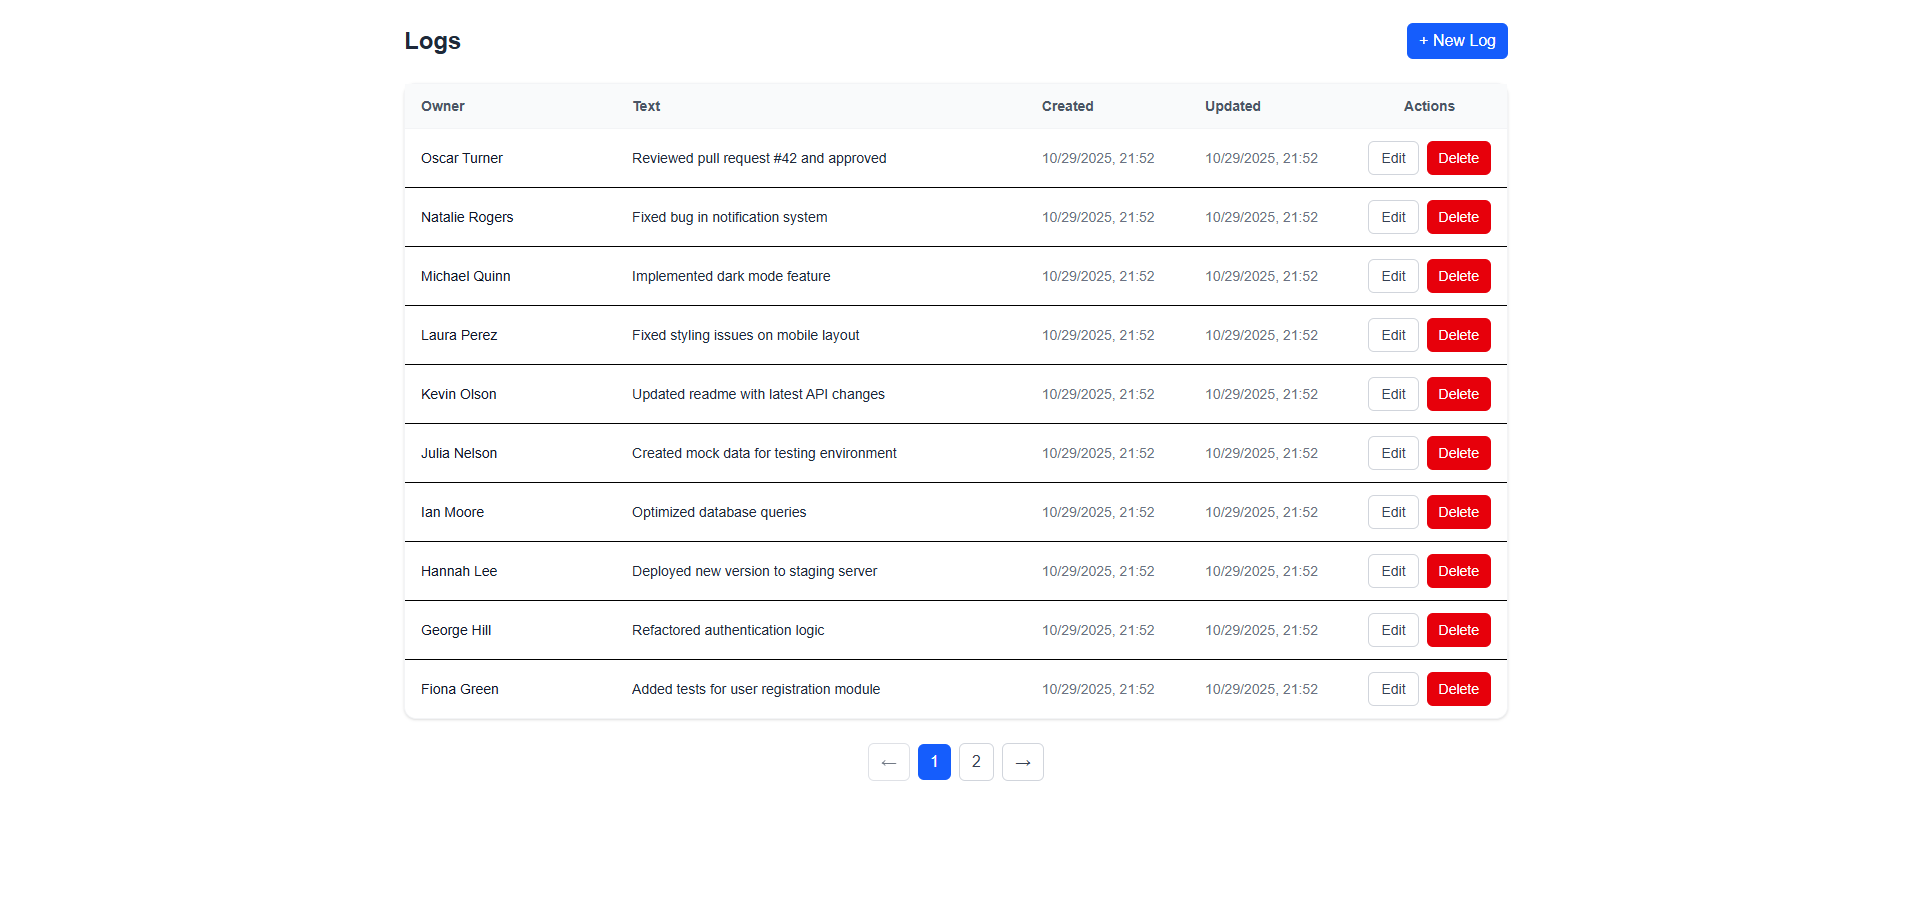 Logs
+ New Log
Owner Text Created Updated Actions
Oscar Turner Reviewed pull request #42 and approved 10/29/2025, 21:52 10/29/2025, 21:52 Edit Delete
Natalie Rogers Fixed bug in notification system 10/29/2025, 21:52 10/29/2025, 21:52 Edit Delete
Michael Quinn Implemented dark mode feature 10/29/2025, 21:52 10/29/2025, 21:52 Edit Delete
Laura Perez Fixed styling issues on mobile layout 10/29/2025, 21:52 10/29/2025, 21:52 Edit Delete
Kevin Olson Updated readme with latest API changes 10/29/2025, 21:52 10/29/2025, 21:52 Edit Delete
Julia Nelson Created mock data for testing environment 10/29/2025, 21:52 10/29/2025, 21:52 Edit Delete
Ian Moore Optimized database queries 10/29/2025, 21:52 10/29/2025, 21:52 Edit Delete
Hannah Lee Deployed new version to staging server 10/29/2025, 21:52 10/29/2025, 21:52 Edit Delete
George Hill Refactored authentication logic 10/29/2025, 21:52 10/29/2025, 21:52 Edit Delete
Fiona Green Added tests for user registration module 10/29/2025, 21:52 10/29/2025, 21:52 Edit Delete
← 1 2 →